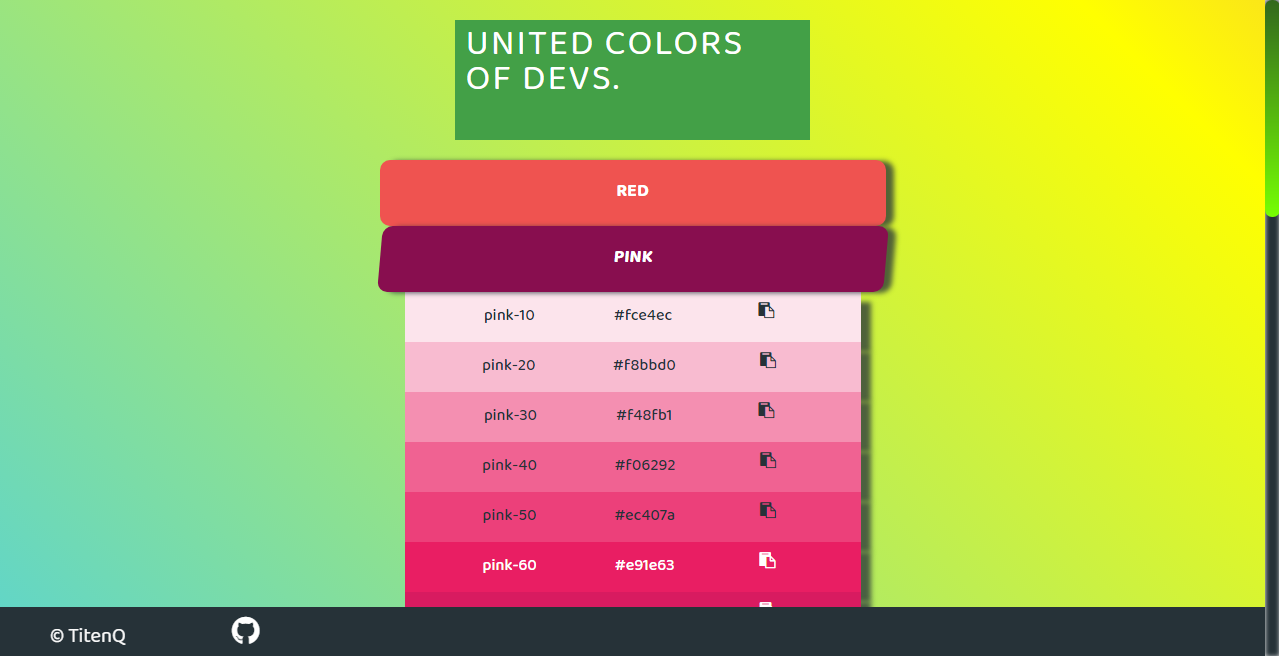 UNITED COLORS
OF DEVS.
RED
PINK
pink-10 #fce4ec
pink-20 #f8bbd0
pink-30 #f48fb1
pink-40 #f06292
pink-50 #ec407a
pink-60 #e91e63
© TitenQ